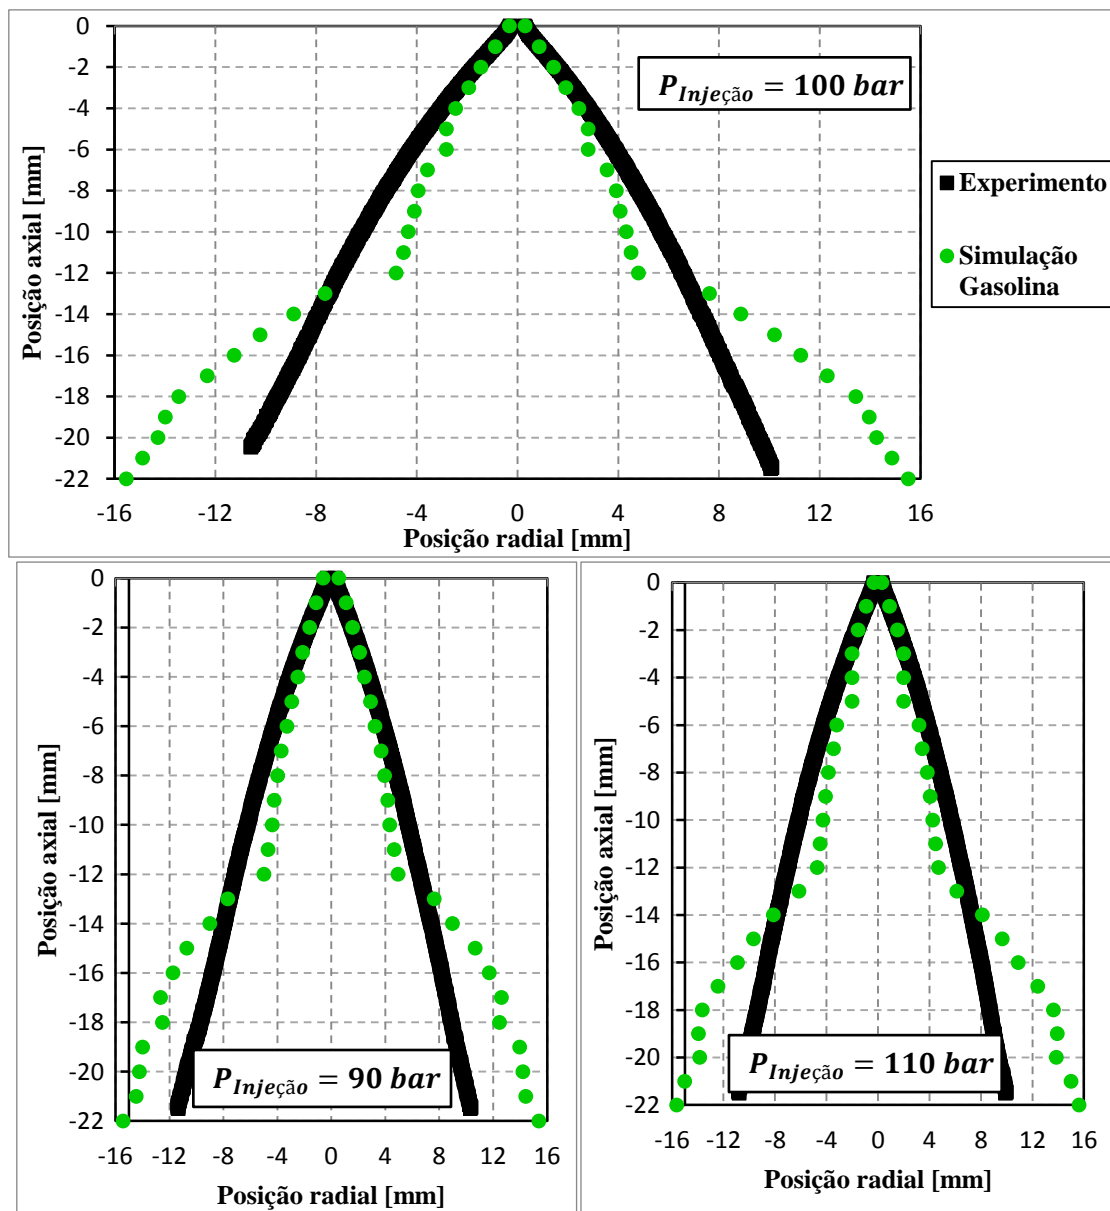 0
-2
-4
-6
-8
-10
-12
-14
-16
-18
-20
-22
Posição axial [mm]
P_Injeção = 100 bar
-16 -12 -8 -4 0 4 8 12 16
Posição radial [mm]
Experimento
Simulação
Gasolina
0
-2
-4
-6
-8
-10
-12
-14
-16
-18
-20
-22
Posição axial [mm]
P_Injeção = 90 bar
-16 -12 -8 -4 0 4 8 12 16
Posição radial [mm]
0
-2
-4
-6
-8
-10
-12
-14
-16
-18
-20
-22
Posição axial [mm]
P_Injeção = 110 bar
-16 -12 -8 -4 0 4 8 12 16
Posição radial [mm]